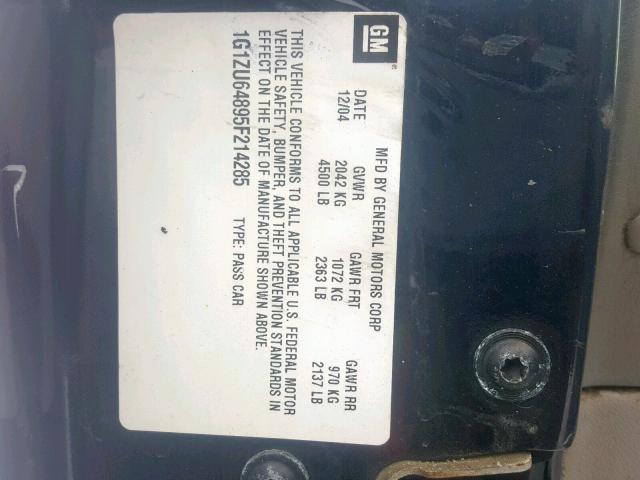 GM
MFD BY GENERAL MOTORS CORP
DATE GVWR GAWR FRT GAWR RR
12/04 2042 KG 1072 KG 970 KG
4500 LB 2363 LB 2137 LB
THIS VEHICLE CONFORMS TO ALL APPLICABLE U.S. FEDERAL MOTOR
VEHICLE SAFETY, BUMPER, AND THEFT PREVENTION STANDARDS IN
EFFECT ON THE DATE OF MANUFACTURE SHOWN ABOVE.
1G1ZU64895F214285 TYPE: PASS CAR